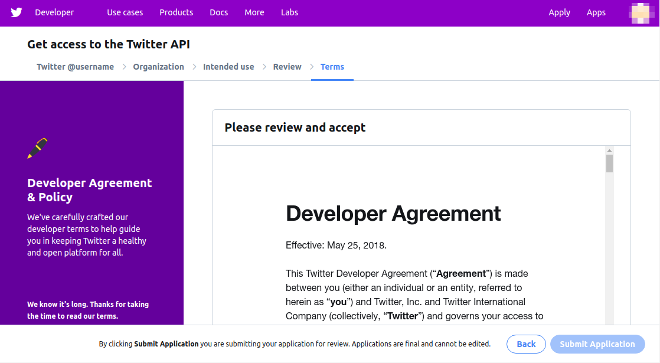 Developer Use cases Products Docs More Labs Apply Apps
Get access to the Twitter API
Twitter @username Organization Intended use Review Terms
Developer Agreement
& Policy
We've carefully crafted our
developer terms to help guide
you in keeping Twitter a healthy
and open platform for all.
We know it's long. Thanks for taking
the time to read our terms.
Please review and accept
Developer Agreement
Effective: May 25, 2018.
This Twitter Developer Agreement (“Agreement”) is made
between you (either an individual or an entity, referred to
herein as “you”) and Twitter, Inc. and Twitter International
Company (collectively, “Twitter”) and governs your access to
By clicking Submit Application you are submitting your application for review. Applications are final and cannot be edited. Back Submit Application